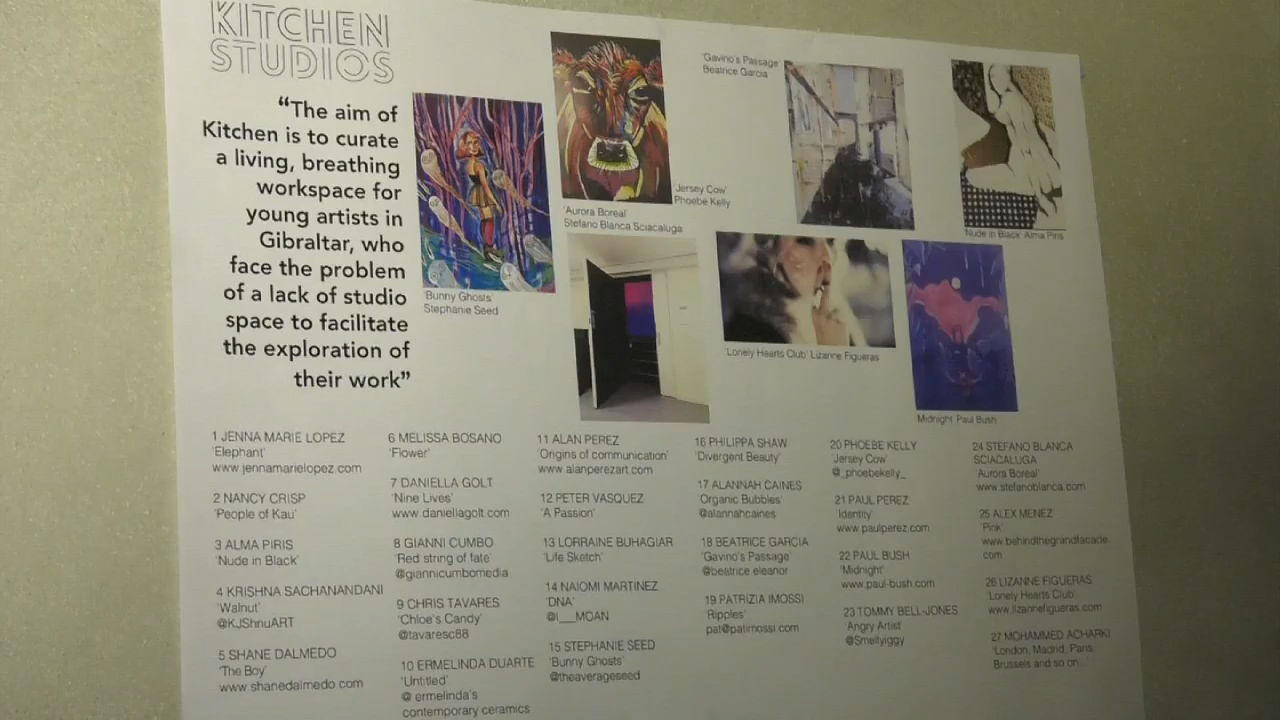 KITCHEN
STUDIOS
“The aim of
Kitchen is to curate
a living, breathing
workspace for
young artists in
Gibraltar, who
face the problem
of a lack of studio
space to facilitate
the exploration of
their work”
'Bunny Ghosts'
Stephanie Seed
'Jersey Cow'
Phoebe Kelly
'Aurora Boreal'
Stefano Blanca Sciacaluga
'Gavino's Passage'
Beatrice Garcia
'Nude in Black' Alma Piris
Lonely Hearts Club' Lizanne Figueras
'Midnight' Paul Bush
1 JENNA MARIE LOPEZ
'Elephant'
www.jennamarielopez.com
2 NANCY CRISP
'People of Kau'
3 ALMA PIRIS
'Nude in Black'
4 KRISHNA SACHANANDANI
'Walnut'
@KJShnuART
5 SHANE DALMEDO
'The Boy'
www.shanedalmedo.com
6 MELISSA BOSANO
'Flower'
7 DANIELLA GOLT
'Nine Lives'
www.daniellagolt.com
8 GIANNI CUMBO
'Red string of fate'
@giannicumbomedia
9 CHRIS TAVARES
'Chloe's Candy'
@tavaresc88
10 ERMELINDA DUARTE
'Untitled'
@ ermelinda's
contemporary ceramics
11 ALAN PEREZ
'Origins of communication'
www.alanperezart.com
12 PETER VASQUEZ
'A Passion'
13 LORRAINE BUHAGIAR
'Life Sketch'
14 NAIOMI MARTINEZ
'DNA'
@I___MOAN
15 STEPHANIE SEED
'Bunny Ghosts'
@theaverageseed
16 PHILIPPA SHAW
'Divergent Beauty'
17 ALANNAH CAINES
'Organic Bubbles'
@alannahcaines
18 BEATRICE GARCIA
'Gavino's Passage'
@beatrice eleanor
19 PATRIZIA IMOSSI
'Ripples'
pat@patimossi.com
20 PHOEBE KELLY
'Jersey Cow'
@_phoebekelly_
21 PAUL PEREZ
'Identity'
www.paulperez.com
22 PAUL BUSH
'Midnight'
www.paul-bush.com
23 TOMMY BELL-JONES
'Angry Artist'
@Smellyiggy
24 STEFANO BLANCA
SCIACALUGA
'Aurora Boreal'
www.stefanoblanca.com
25 ALEX MENEZ
'Pink'
www.behindthegrandfacade.
com
26 LIZANNE FIGUERAS
'Lonely Hearts Club'
www.lizannefigueras.com
27 MOHAMMED ACHARKI
'London, Madrid, Paris,
Brussels and so on...'